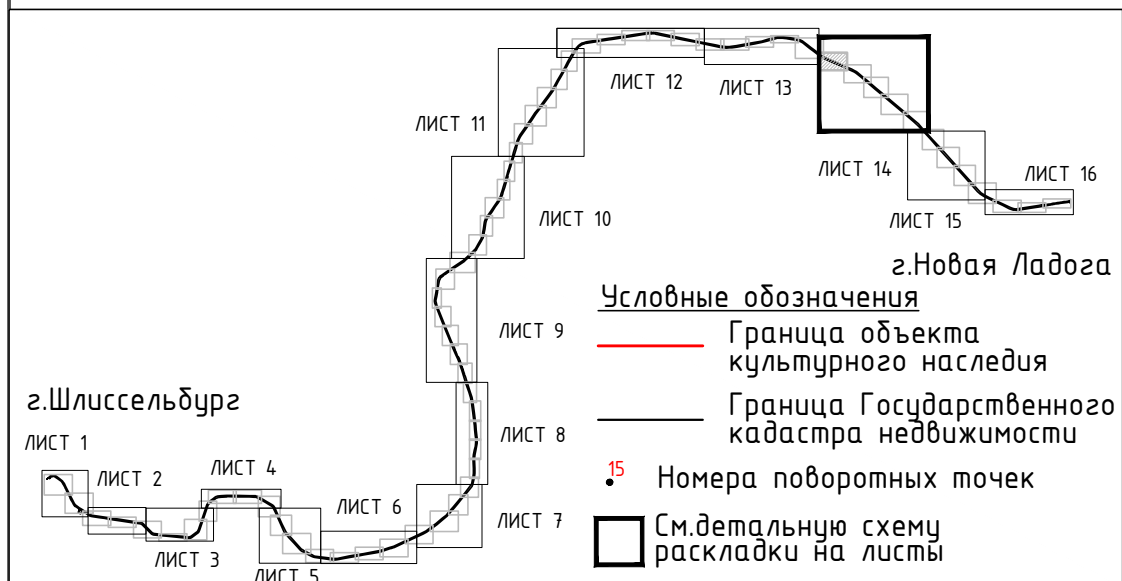 ЛИСТ 12
ЛИСТ 13
ЛИСТ 11
ЛИСТ 14
ЛИСТ 16
ЛИСТ 10
ЛИСТ 15
г.Новая Ладога
Условные обозначения
Граница объекта
культурного наследия
ЛИСТ 9
г.Шлиссельбург
Граница Государственного
кадастра недвижимости
ЛИСТ 8
ЛИСТ 1
ЛИСТ 2
ЛИСТ 4
15
Номера поворотных точек
ЛИСТ 6
ЛИСТ 7
См.детальную схему
раскладки на листы
ЛИСТ 3
ЛИСТ 5